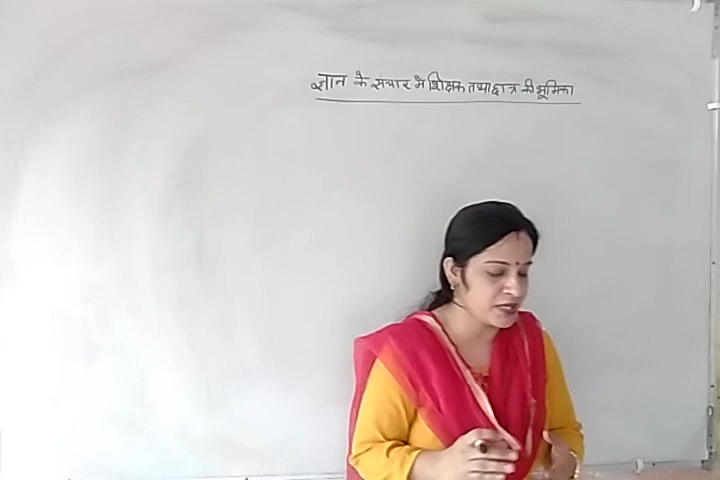 ज्ञान के संचार मे शिक्षक तथा छात्र की भूमिका